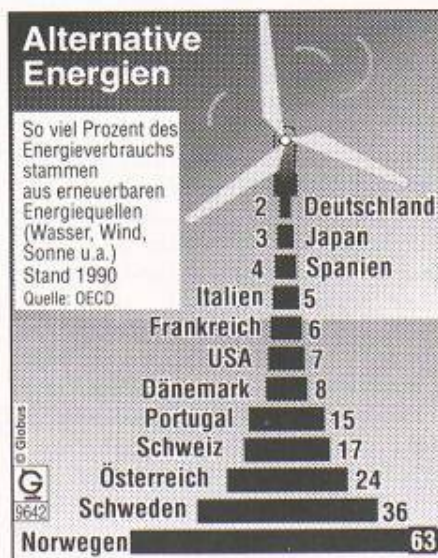 Alternative
Energien
So viel Prozent des
Energieverbrauchs
stammen
aus erneuerbaren
Energiequellen
(Wasser, Wind,
Sonne u.a.)
Stand 1990
Quelle: OECD
2 Deutschland
3 Japan
4 Spanien
Italien 5
Frankreich 6
USA 7
Dänemark 8
Portugal 15
Schweiz 17
Österreich 24
Schweden 36
Norwegen 63
© Globus
G
9642